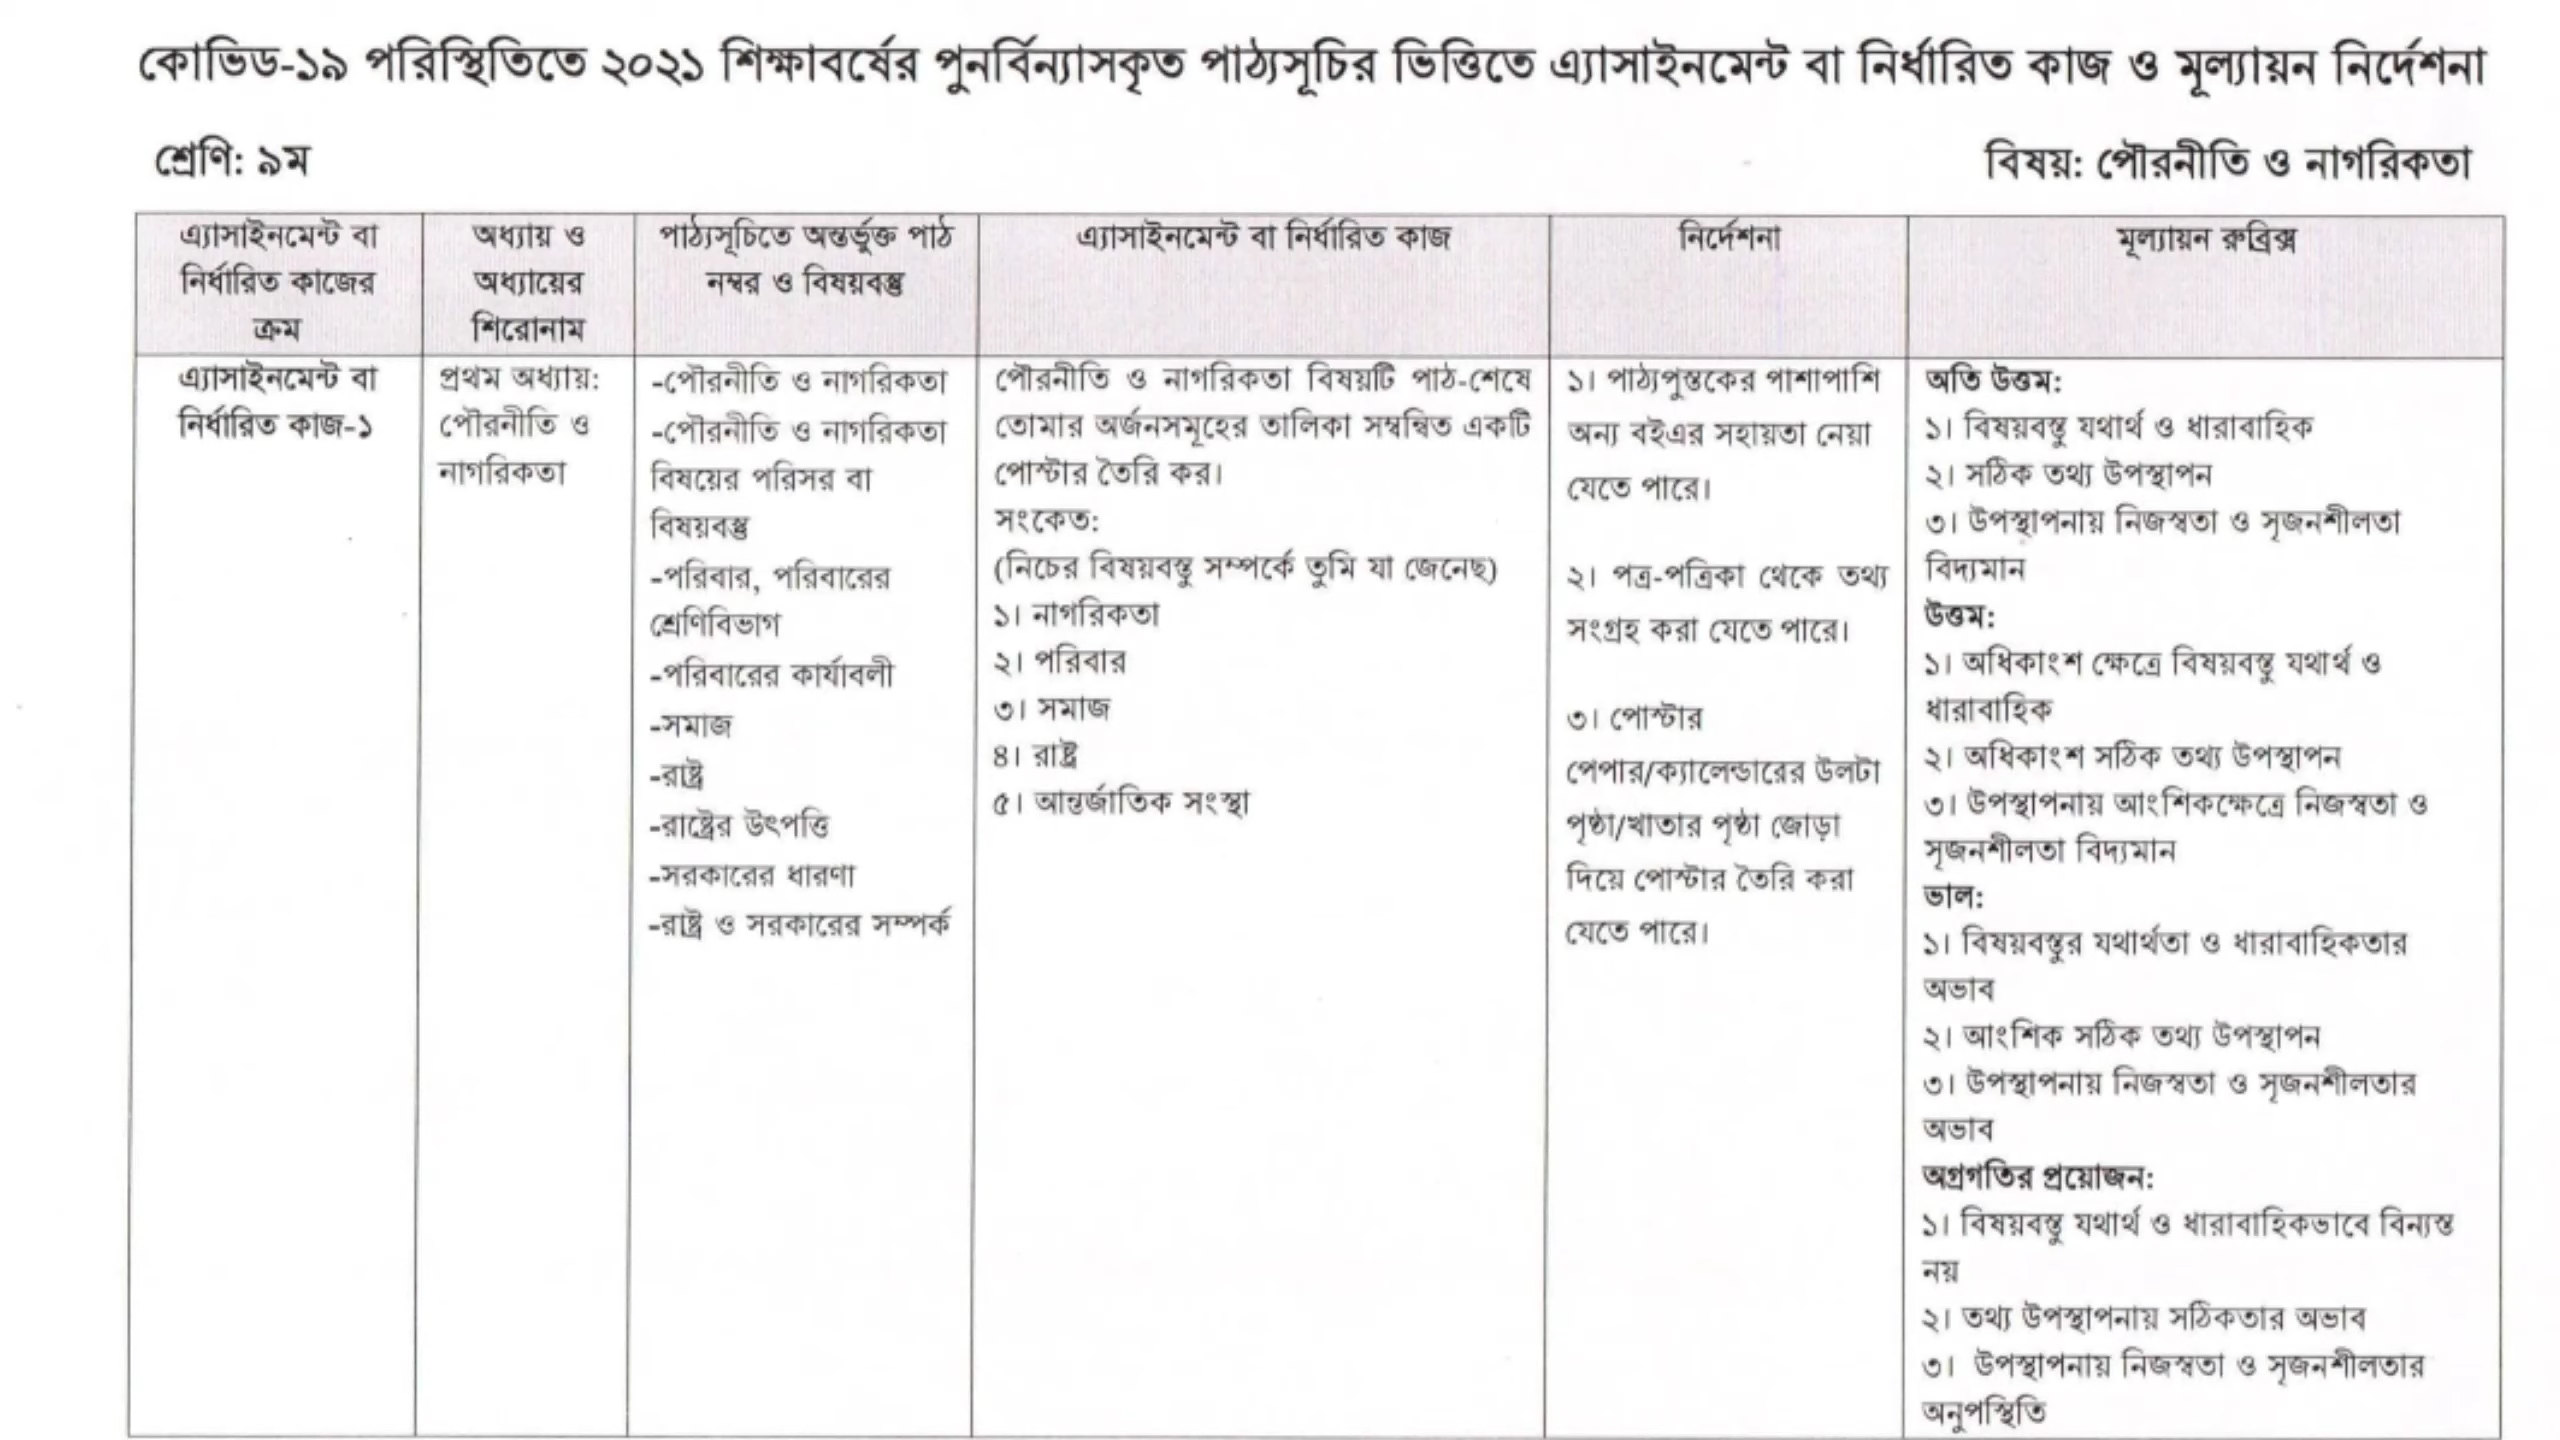 কোভিড-১৯ পরিস্থিতিতে ২০২১ শিক্ষাবর্ষের পুনর্বিন্যাসকৃত পাঠ্যসূচির ভিত্তিতে এ্যাসাইনমেন্ট বা নির্ধারিত কাজ ও মূল্যায়ন নির্দেশনা
শ্রেণি: ৯ম
বিষয়: পৌরনীতি ও নাগরিকতা
এ্যাসাইনমেন্ট বা
নির্ধারিত কাজের
ক্রম
অধ্যায় ও
অধ্যায়ের
শিরোনাম
পাঠ্যসূচিতে অন্তর্ভুক্ত পাঠ
নম্বর ও বিষয়বস্তু
এ্যাসাইনমেন্ট বা নির্ধারিত কাজ
নির্দেশনা
মূল্যায়ন রুব্রিক্স
এ্যাসাইনমেন্ট বা
নির্ধারিত কাজ-১
প্রথম অধ্যায়:
পৌরনীতি ও
নাগরিকতা
-পৌরনীতি ও নাগরিকতা
-পৌরনীতি ও নাগরিকতা
বিষয়ের পরিসর বা
বিষয়বস্তু
-পরিবার, পরিবারের
শ্রেণিবিভাগ
-পরিবারের কার্যাবলী
-সমাজ
-রাষ্ট্র
-রাষ্ট্রের উৎপত্তি
-সরকারের ধারণা
-রাষ্ট্র ও সরকারের সম্পর্ক
পৌরনীতি ও নাগরিকতা বিষয়টি পাঠ-শেষে
তোমার অর্জনসমূহের তালিকা সম্বন্বিত একটি
পোস্টার তৈরি কর।
সংকেত:
(নিচের বিষয়বস্তু সম্পর্কে তুমি যা জেনেছ)
১। নাগরিকতা
২। পরিবার
৩। সমাজ
৪। রাষ্ট্র
৫। আন্তর্জাতিক সংস্থা
১। পাঠ্যপুস্তকের পাশাপাশি
অন্য বইএর সহায়তা নেয়া
যেতে পারে।
২। পত্র-পত্রিকা থেকে তথ্য
সংগ্রহ করা যেতে পারে।
৩। পোস্টার
পেপার/ক্যালেন্ডারের উলটা
পৃষ্ঠা/খাতার পৃষ্ঠা জোড়া
দিয়ে পোস্টার তৈরি করা
যেতে পারে।
অতি উত্তম:
১। বিষয়বস্তু যথার্থ ও ধারাবাহিক
২। সঠিক তথ্য উপস্থাপন
৩। উপস্থাপনায় নিজস্বতা ও সৃজনশীলতা
বিদ্যমান
উত্তম:
১। অধিকাংশ ক্ষেত্রে বিষয়বস্তু যথার্থ ও
ধারাবাহিক
২। অধিকাংশ সঠিক তথ্য উপস্থাপন
৩। উপস্থাপনায় আংশিকক্ষেত্রে নিজস্বতা ও
সৃজনশীলতা বিদ্যমান
ভাল:
১। বিষয়বস্তুর যথার্থতা ও ধারাবাহিকতার
অভাব
২। আংশিক সঠিক তথ্য উপস্থাপন
৩। উপস্থাপনায় নিজস্বতা ও সৃজনশীলতার
অভাব
অগ্রগতির প্রয়োজন:
১। বিষয়বস্তু যথার্থ ও ধারাবাহিকভাবে বিন্যস্ত
নয়
২। তথ্য উপস্থাপনায় সঠিকতার অভাব
৩। উপস্থাপনায় নিজস্বতা ও সৃজনশীলতার
অনুপস্থিতি